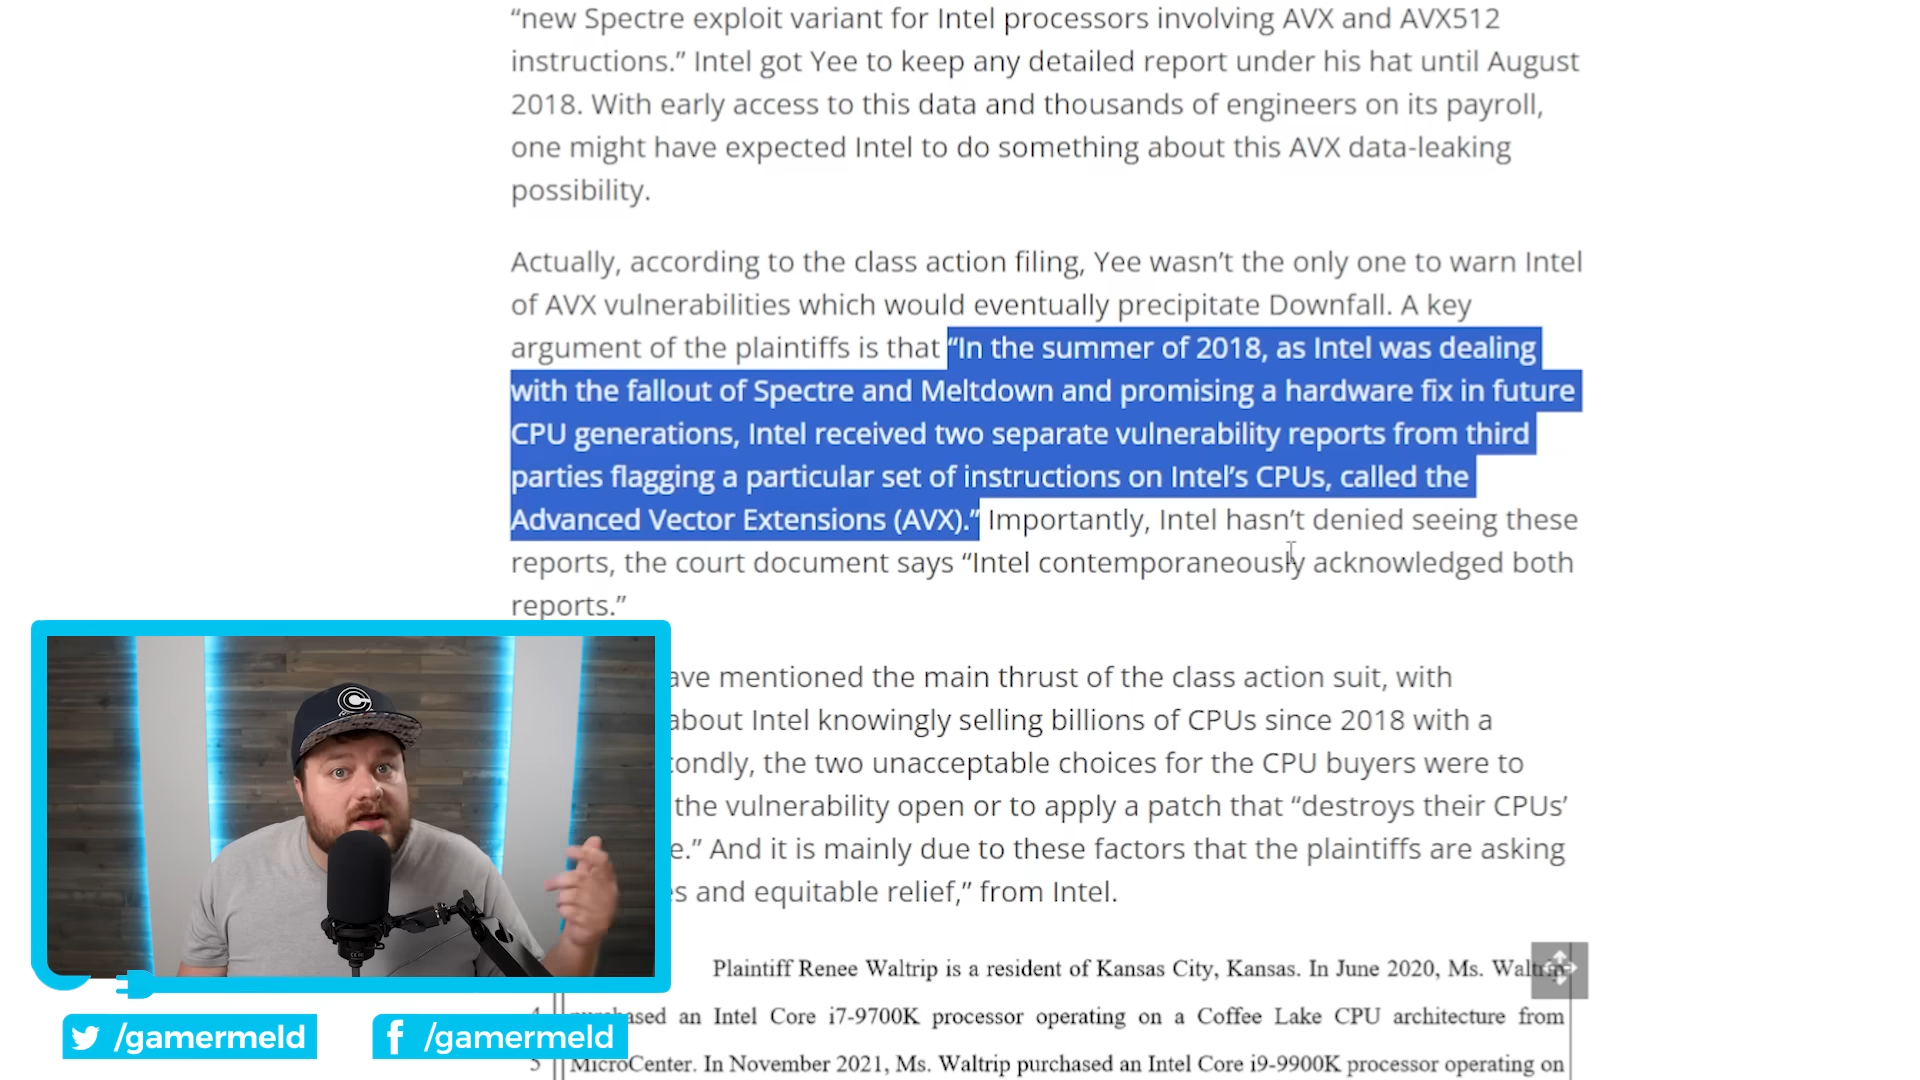 “new Spectre exploit variant for Intel processors involving AVX and AVX512
instructions.” Intel got Yee to keep any detailed report under his hat until August
2018. With early access to this data and thousands of engineers on its payroll,
one might have expected Intel to do something about this AVX data-leaking
possibility.
Actually, according to the class action filing, Yee wasn’t the only one to warn Intel
of AVX vulnerabilities which would eventually precipitate Downfall. A key
argument of the plaintiffs is that “In the summer of 2018, as Intel was dealing
with the fallout of Spectre and Meltdown and promising a hardware fix in future
CPU generations, Intel received two separate vulnerability reports from third
parties flagging a particular set of instructions on Intel’s CPUs, called the
Advanced Vector Extensions (AVX).” Importantly, Intel hasn’t denied seeing these
reports, the court document says “Intel contemporaneously acknowledged both
reports.”
ave mentioned the main thrust of the class action suit, with
about Intel knowingly selling billions of CPUs since 2018 with a
condly, the two unacceptable choices for the CPU buyers were to
the vulnerability open or to apply a patch that “destroys their CPUs’
e.” And it is mainly due to these factors that the plaintiffs are asking
s and equitable relief,” from Intel.
Plaintiff Renee Waltrip is a resident of Kansas City, Kansas. In June 2020, Ms. Waltrip
4 purchased an Intel Core i7-9700K processor operating on a Coffee Lake CPU architecture from
5 MicroCenter. In November 2021, Ms. Waltrip purchased an Intel Core i9-9900K processor operating on
/gamermeld
/gamermeld